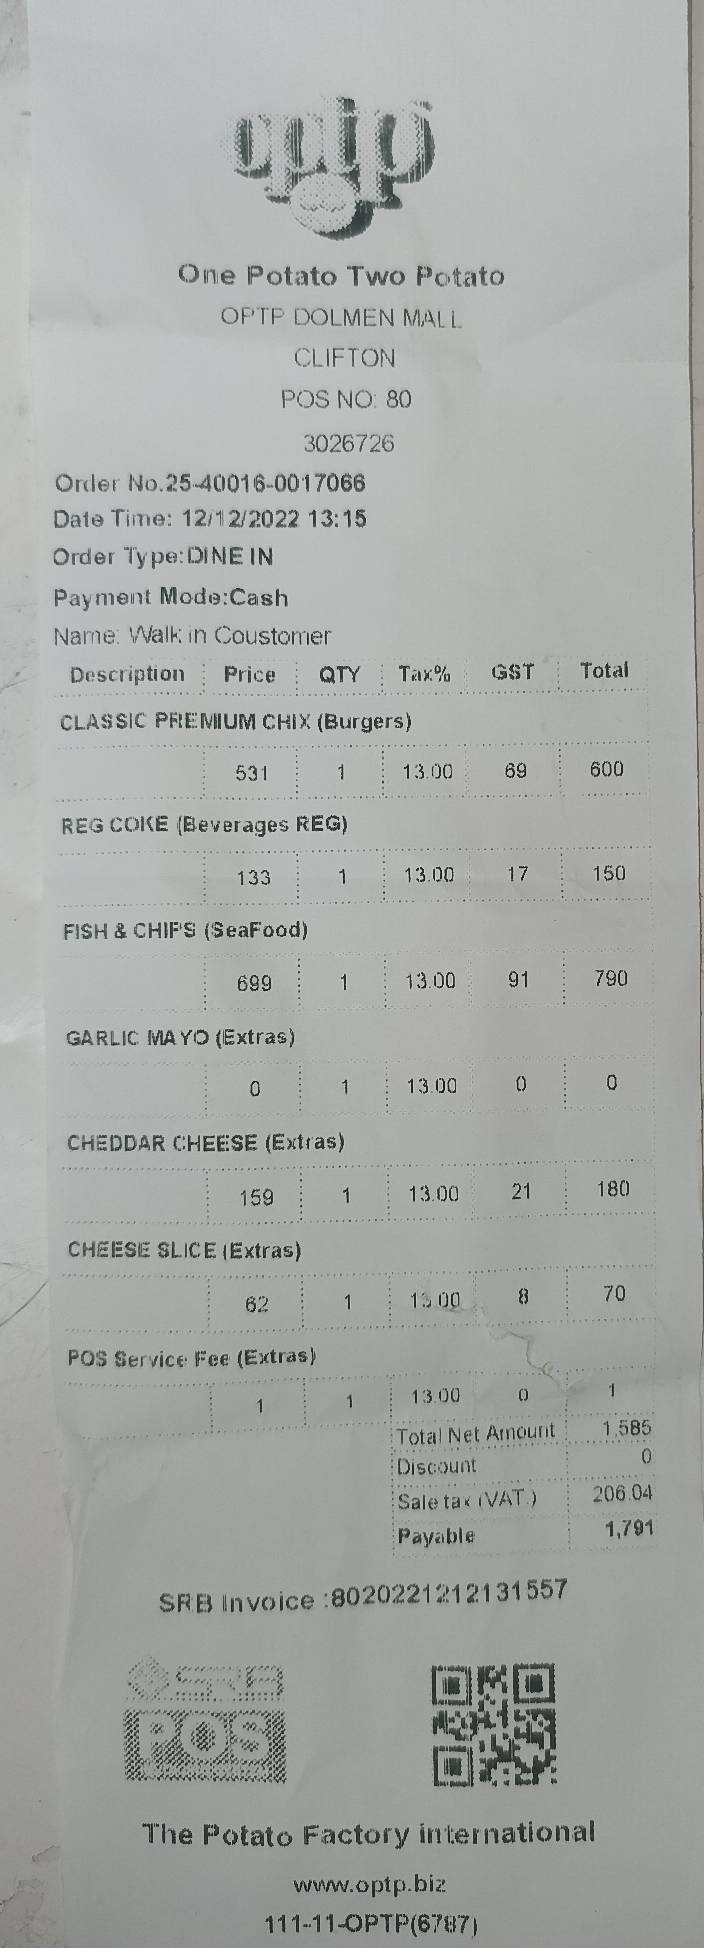 optp
One Potato Two Potato
OPTP DOLMEN MALL
CLIFTON
POS NO: 80
3026726
Order No.25-40016-0017066
Date Time: 12/12/2022 13:15
Order Type:DINE IN
Payment Mode:Cash
Name: Walk in Coustomer
Description Price QTY Tax% GST Total
CLASSIC PREMIUM CHIX (Burgers)
531 1 13.00 69 600
REG COKE (Beverages REG)
133 1 13.00 17 150
FISH & CHIPS (SeaFood)
699 1 13.00 91 790
GARLIC MAYO (Extras)
0 1 13.00 0 0
CHEDDAR CHEESE (Extras)
159 1 13.00 21 180
CHEESE SLICE (Extras)
62 1 13.00 8 70
POS Service Fee (Extras)
1 1 13.00 0 1
Total Net Amount 1,585
Discount 0
Sale tax (VAT.) 206.04
Payable 1,791
SRB Invoice :8020221212131557
SRB
POS
The Potato Factory international
www.optp.biz
111-11-OPTP(6787)